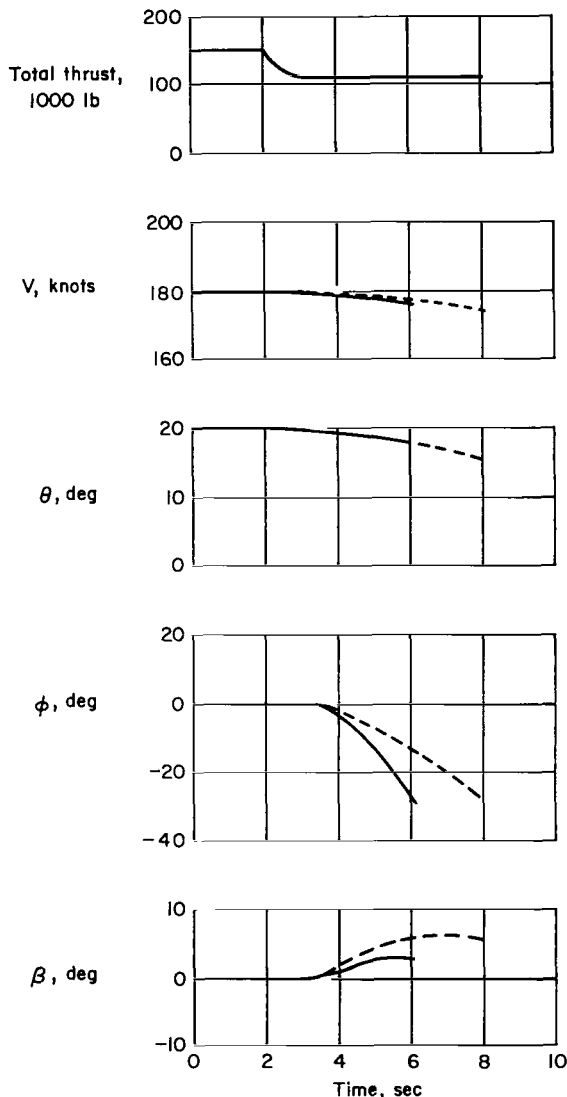 200
Total thrust,
1000 lb
100
0
200
V, knots
180
160
20
θ, deg
10
0
20
ϕ, deg
0
-20
-40
10
β, deg
0
-10
0 2 4 6 8 10
Time, sec